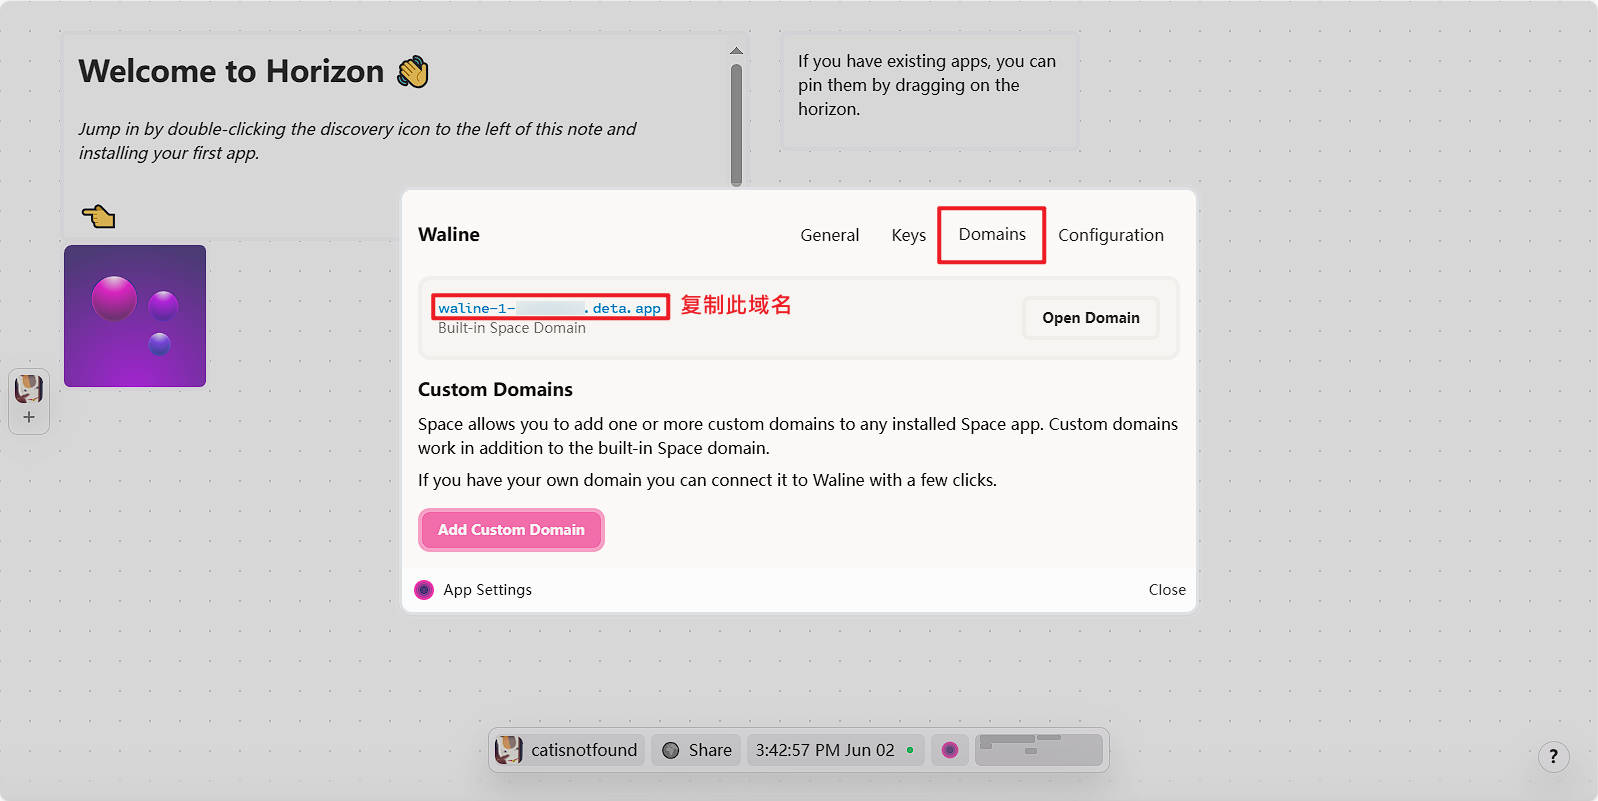 Welcome to Horizon
Jump in by double-clicking the discovery icon to the left of this note and
installing your first app.
If you have existing apps, you can
pin them by dragging on the
horizon.
Waline
General
Keys
Domains
Configuration
waline-1-
.deta.app
复制此域名
Built-in Space Domain
Open Domain
Custom Domains
Space allows you to add one or more custom domains to any installed Space app. Custom domains
work in addition to the built-in Space domain.
If you have your own domain you can connect it to Waline with a few clicks.
Add Custom Domain
App Settings
Close
+
catisnotfound
Share
3:42:57 PM Jun 02
?